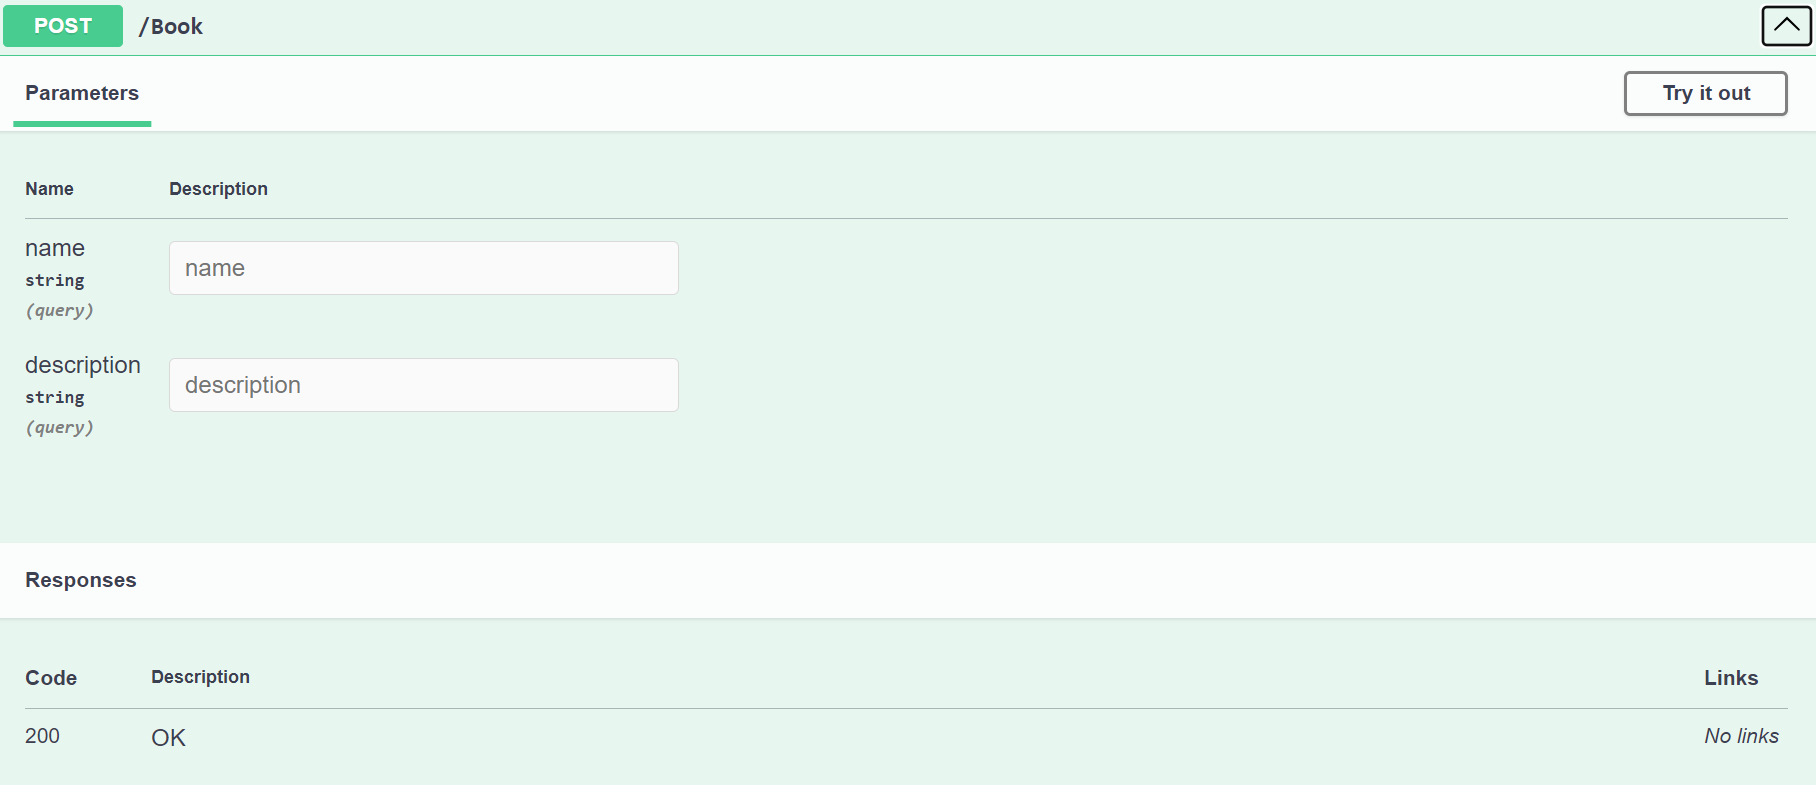 POST /Book
Parameters
Try it out
Name Description
name
string
(query)
name
description
string
(query)
description
Responses
Code Description Links
200 OK No links